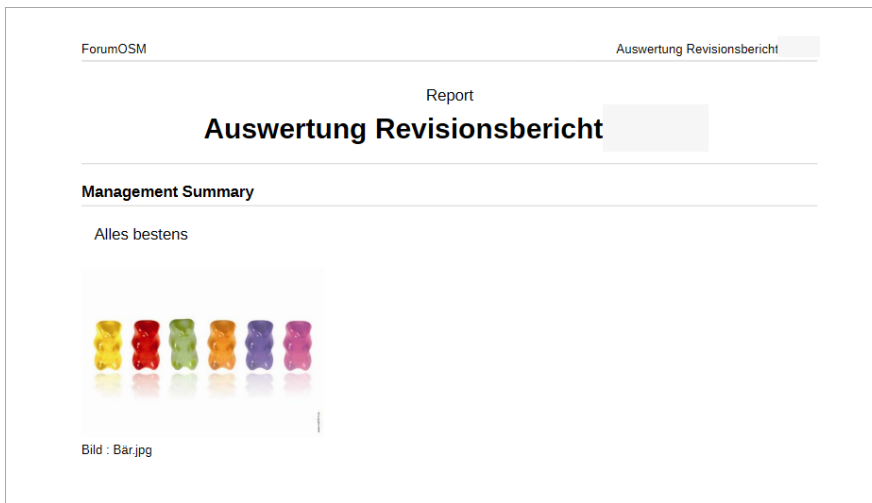 ForumOSM
Auswertung Revisionsbericht
Report
Auswertung Revisionsbericht
Management Summary
Alles bestens
Bild : Bär.jpg